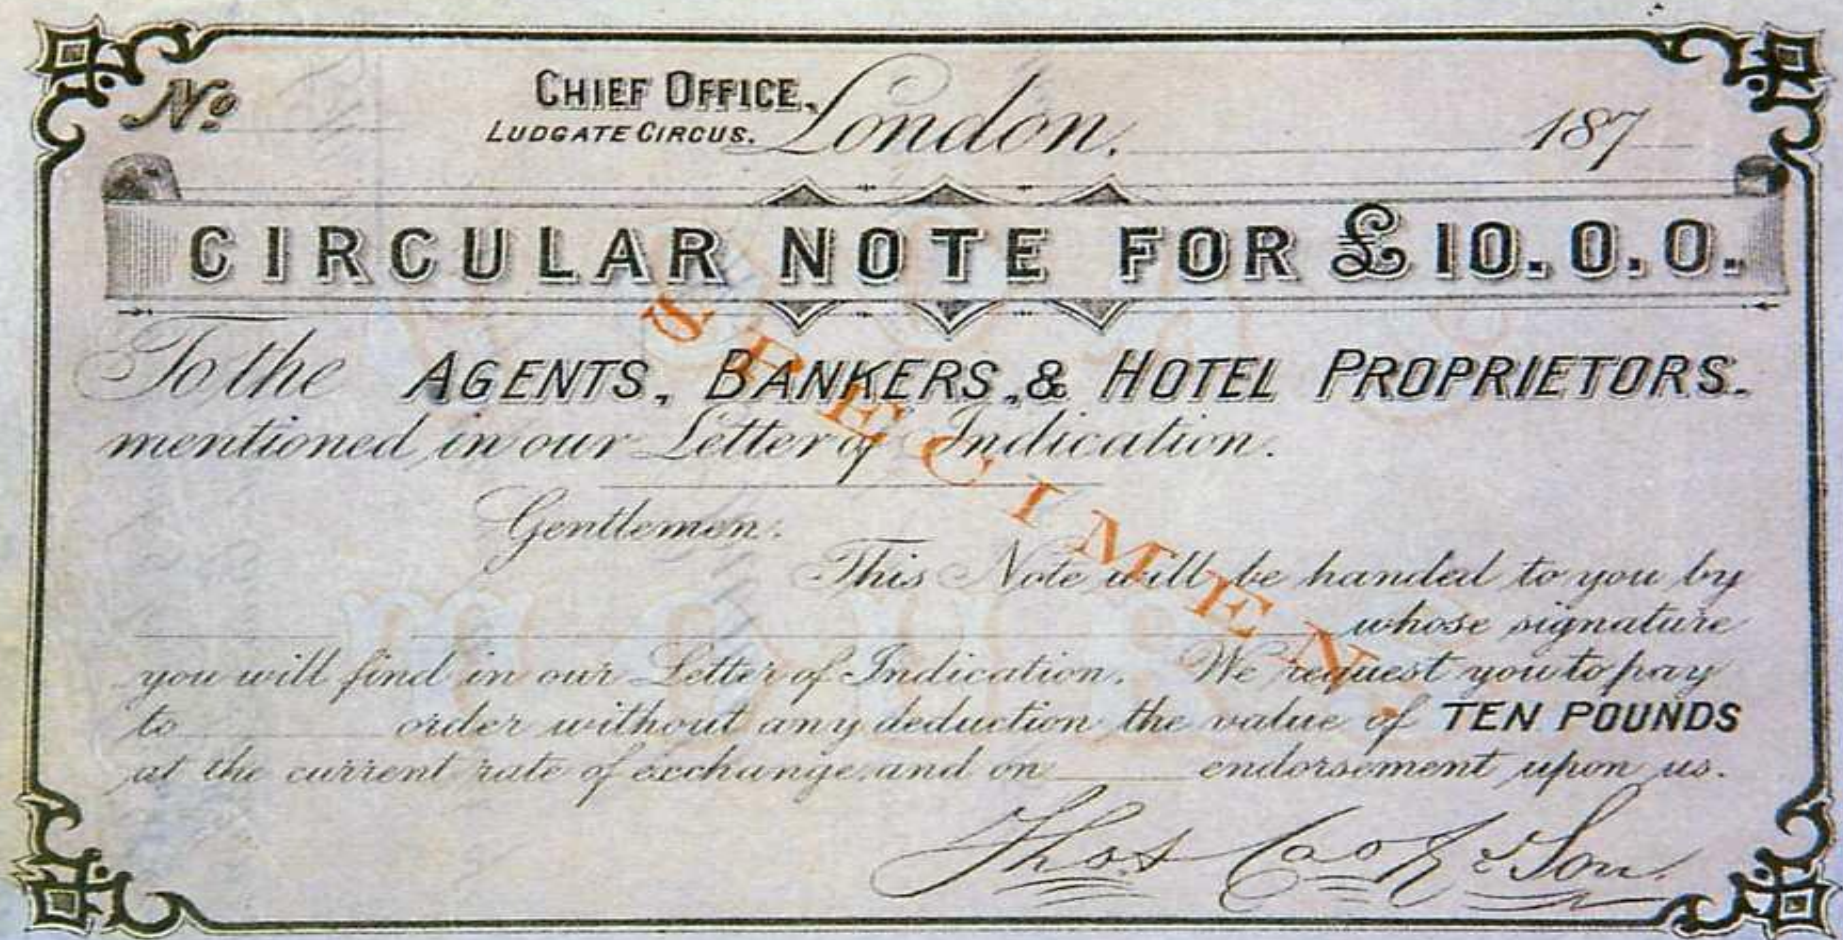 No CHIEF OFFICE, LUDGATE CIRCUS. London, 187
CIRCULAR NOTE FOR £10.0.0.
To the AGENTS, BANKERS, & HOTEL PROPRIETORS.
mentioned in our Letter of Indication.
SPECIMEN.
Gentlemen.
This Note will be handed to you by
whose signature
you will find in our Letter of Indication. We request you to pay
to order without any deduction the value of TEN POUNDS
at the current rate of exchange, and on endorsement upon us.
Thos Cook & Son.